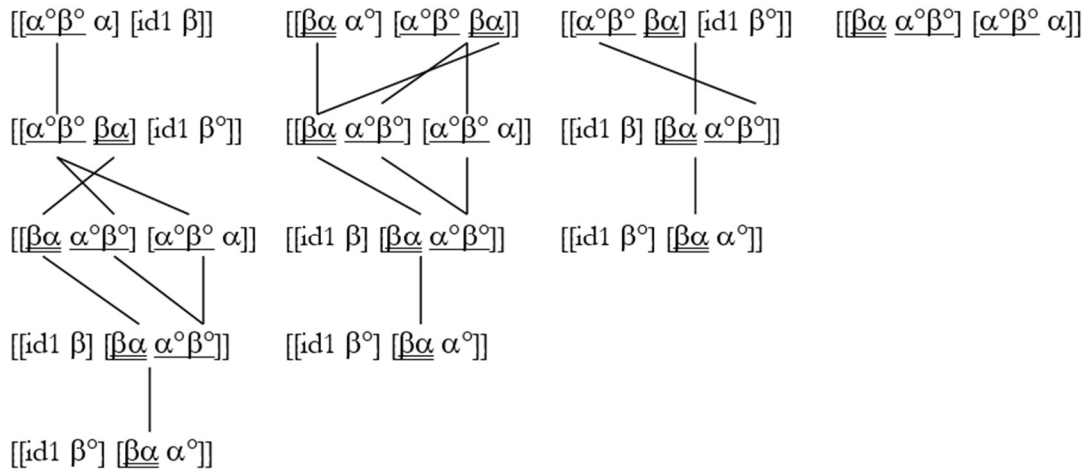 [[α°β° α] [id1 β]] [[βα α°] [α°β° βα]] [[α°β° βα] [id1 β°]] [[βα α°β°] [α°β° α]]
[[α°β° βα] [id1 β°]] [[βα α°β°] [α°β° α]] [[id1 β] [βα α°β°]]
[[βα α°β°] [α°β° α]] [[id1 β] [βα α°β°]] [[id1 β°] [βα α°]]
[[id1 β] [βα α°β°]] [[id1 β°] [βα α°]]
[[id1 β°] [βα α°]]